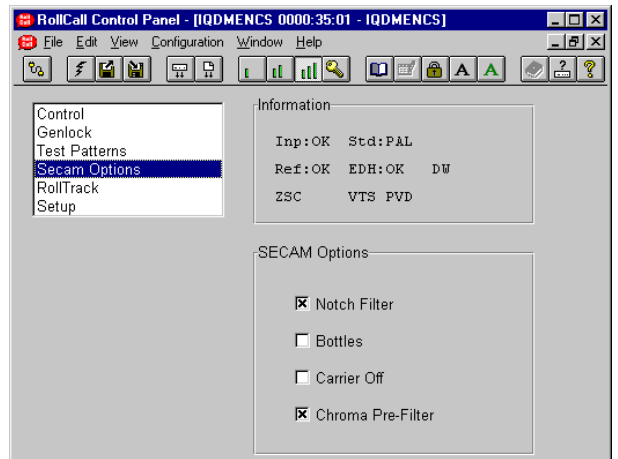 RollCall Control Panel - [IQDMENCS 0000:35:01 - IQDMENCS]
File Edit View Configuration Window Help
A A ?
Control
Genlock
Test Patterns
Secam Options
RollTrack
Setup
Information
Inp:OK Std:PAL
Ref:OK EDH:OK DW
ZSC VTS PVD
SECAM Options
Notch Filter
Bottles
Carrier Off
Chroma Pre-Filter